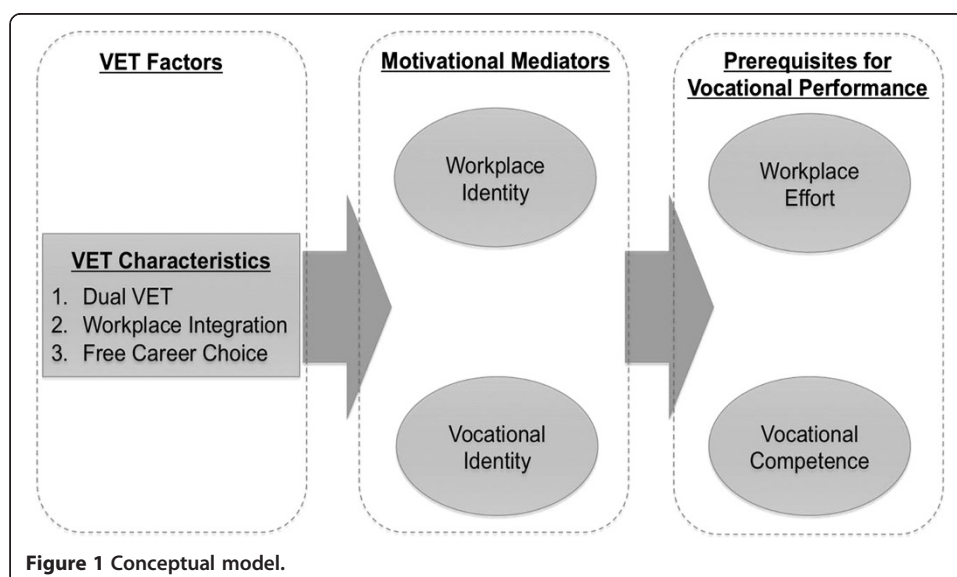 VET Factors
VET Characteristics
1. Dual VET
2. Workplace Integration
3. Free Career Choice
Motivational Mediators
Workplace
Identity
Vocational
Identity
Prerequisites for
Vocational Performance
Workplace
Effort
Vocational
Competence
Figure 1 Conceptual model.